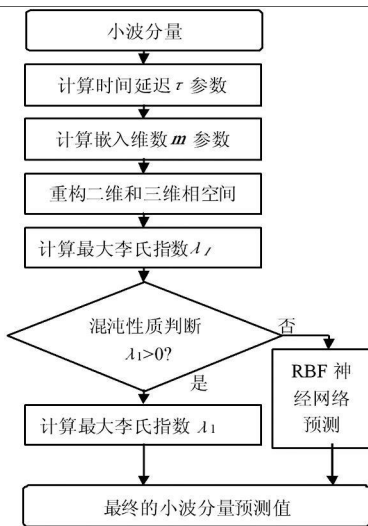 小波分量
计算时间延迟 τ 参数
计算嵌入维数 m 参数
重构二维和三维相空间
计算最大李氏指数 λ1
混沌性质判断
λ1>0?
否
是
RBF 神
经网络
预测
计算最大李氏指数 λ1
最终的小波分量预测值